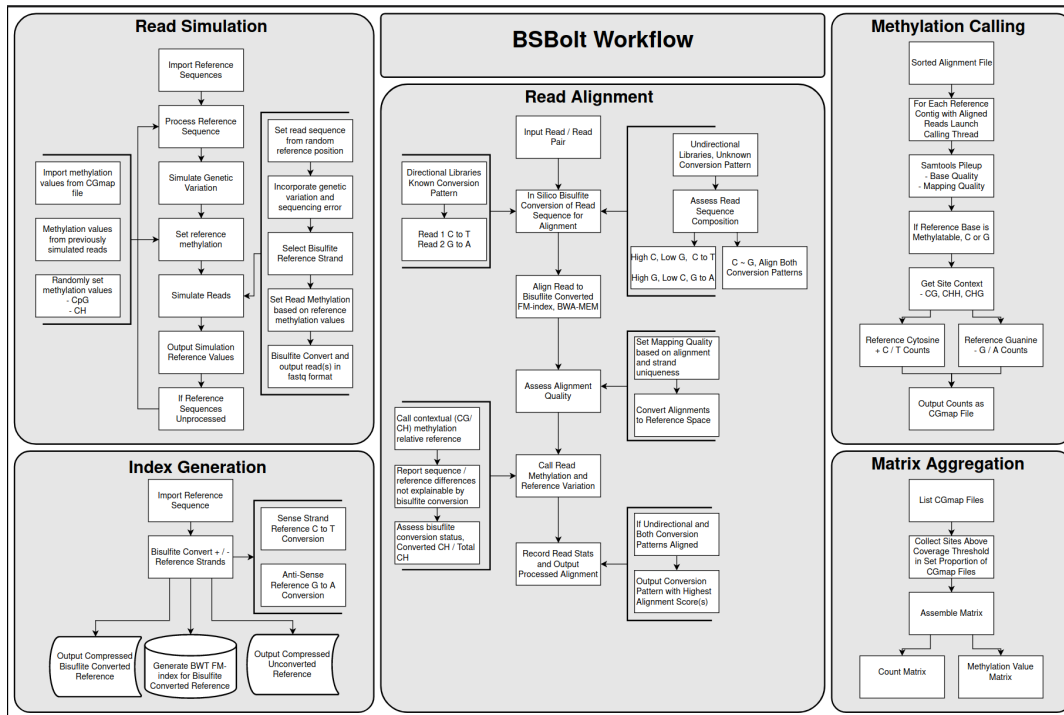 BSBolt Workflow
Read Simulation
Import Reference
Sequences
Process Reference
Sequence
Simulate Genetic
Variation
Set reference
methylation
Simulate Reads
Output Simulation
Reference Values
If Reference
Sequences
Unprocessed
Import methylation
values from CGmap
file
Methylation values
from previously
simulated reads
Randomly set
methylation values
- CpG
- CH
Set read sequence
from random
reference position
Incorporate genetic
variation and
sequencing error
Select Bisulfite
Reference Strand
Set Read Methylation
based on reference
methylation values
Bisulfite Convert and
output read(s) in
fastq format
Index Generation
Import Reference
Sequence
Bisulfite Convert + / -
Reference Strands
Sense Strand
Reference C to T
Conversion
Anti-Sense
Reference G to A
Conversion
Output Compressed
Bisulfite Converted
Reference
Generate BWT FM-
index for Bisulfite
Converted Reference
Output Compressed
Unconverted
Reference
Read Alignment
Input Read / Read
Pair
Directional Libraries
Known Conversion
Pattern
Read 1 C to T
Read 2 G to A
In Silico Bisulfite
Conversion of Read
Sequence for
Alignment
Undirectional
Libraries, Unknown
Conversion Pattern
Assess Read
Sequence
Composition
High C, Low G, C to T
High G, Low C, G to A
C ~ G, Align Both
Conversion Patterns
Align Read to
Bisulfite Converted
FM-index, BWA-MEM
Set Mapping Quality
based on alignment
and strand
uniqueness
Convert Alignments
to Reference Space
Assess Alignment
Quality
Call contextual (CG/
CH) methylation
relative reference
Report sequence /
reference differences
not explainable by
bisulfite conversion
Assess bisuflite
conversion status,
Converted CH / Total
CH
Call Read
Methylation and
Reference Variation
Record Read Stats
and Output
Processed Alignment
If Undirectional and
Both Conversion
Patterns Aligned
Output Conversion
Pattern with Highest
Alignment Score(s)
Methylation Calling
Sorted Alignment File
For Each Reference
Contig with Aligned
Reads Launch
Calling Thread
Samtools Pileup
- Base Quality
- Mapping Quality
If Reference Base is
Methylatable, C or G
Get Site Context
- CG, CHH, CHG
Reference Cytosine
+ C / T Counts
Reference Guanine
- G / A Counts
Output Counts as
CGmap File
Matrix Aggregation
List CGmap Files
Collect Sites Above
Coverage Threshold
in Set Proportion of
CGmap Files
Assemble Matrix
Count Matrix
Methylation Value
Matrix